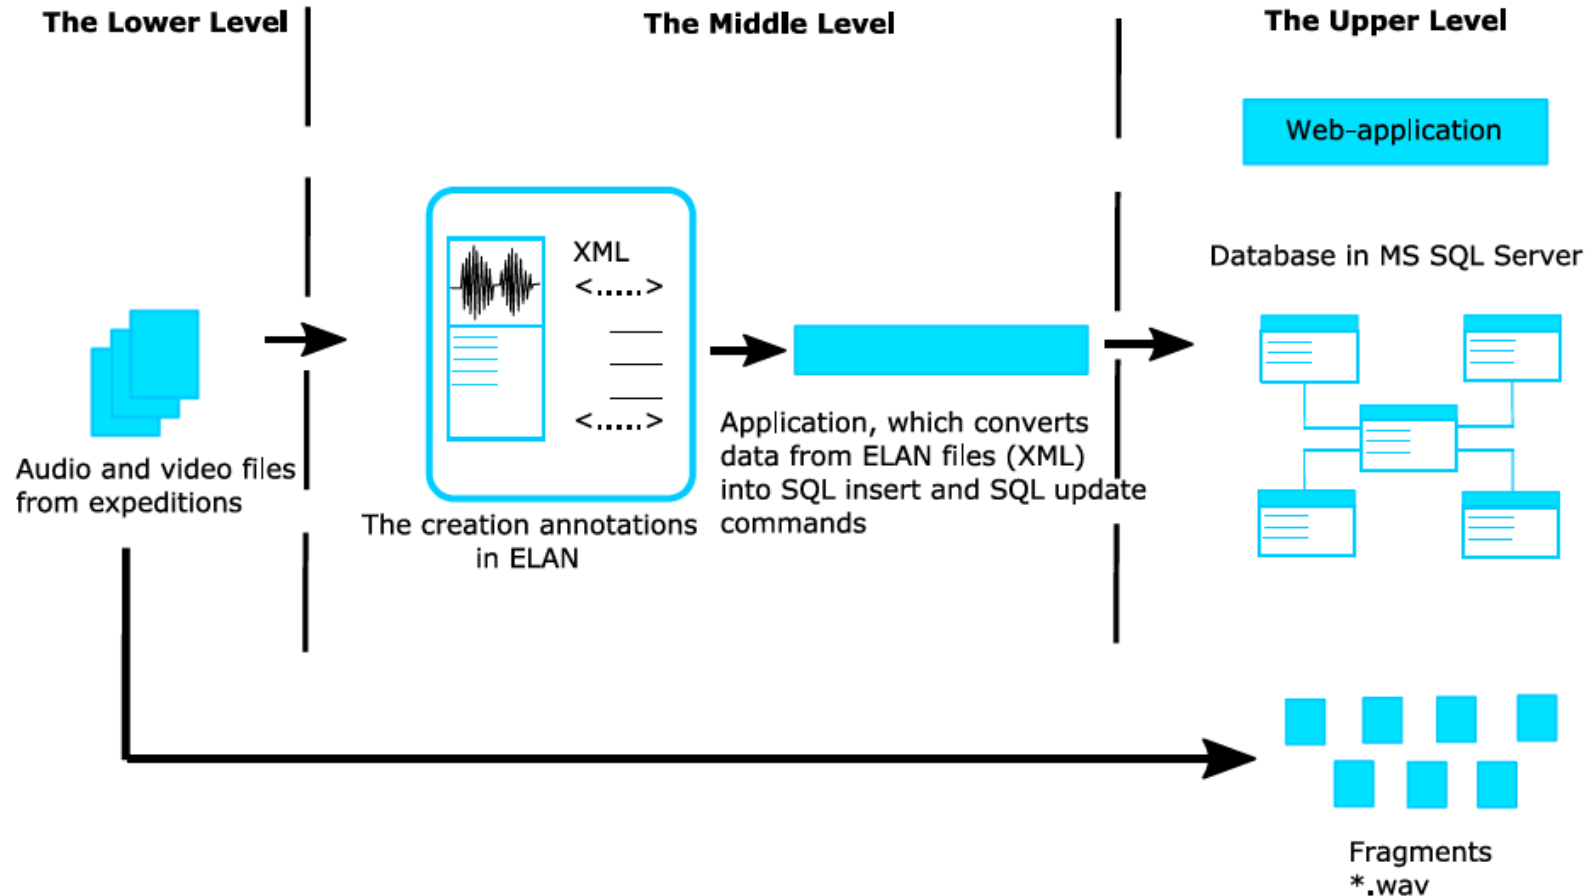 The Lower Level
The Middle Level
The Upper Level
Web-application
Database in MS SQL Server
XML
<.....>
<.....>
Audio and video files
from expeditions
The creation annotations
in ELAN
Application, which converts
data from ELAN files (XML)
into SQL insert and SQL update
commands
Fragments
*.wav